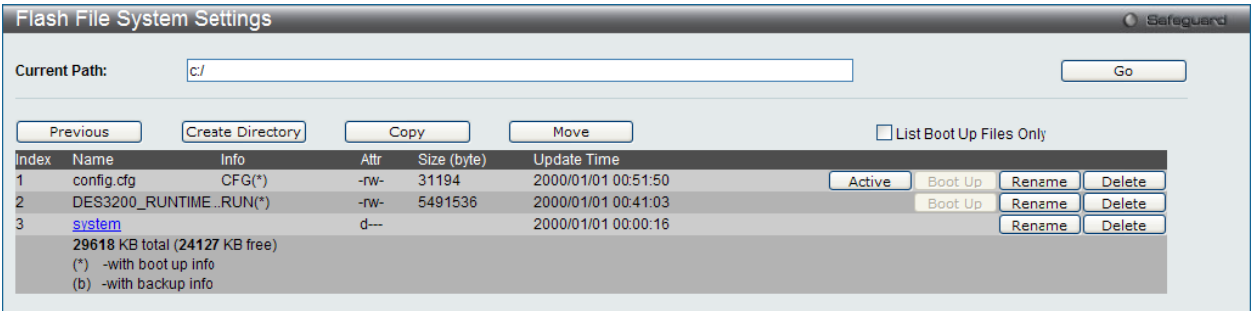 Flash File System Settings Safeguard
Current Path: c:/ Go
Previous Create Directory Copy Move List Boot Up Files Only
Index Name Info Attr Size (byte) Update Time
1 config.cfg CFG(*) -rw- 31194 2000/01/01 00:51:50 Active Boot Up Rename Delete
2 DES3200_RUNTIME..RUN(*) -rw- 5491536 2000/01/01 00:41:03 Boot Up Rename Delete
3 system d--- 2000/01/01 00:00:16 Rename Delete
29618 KB total (24127 KB free)
(*) -with boot up info
(b) -with backup info